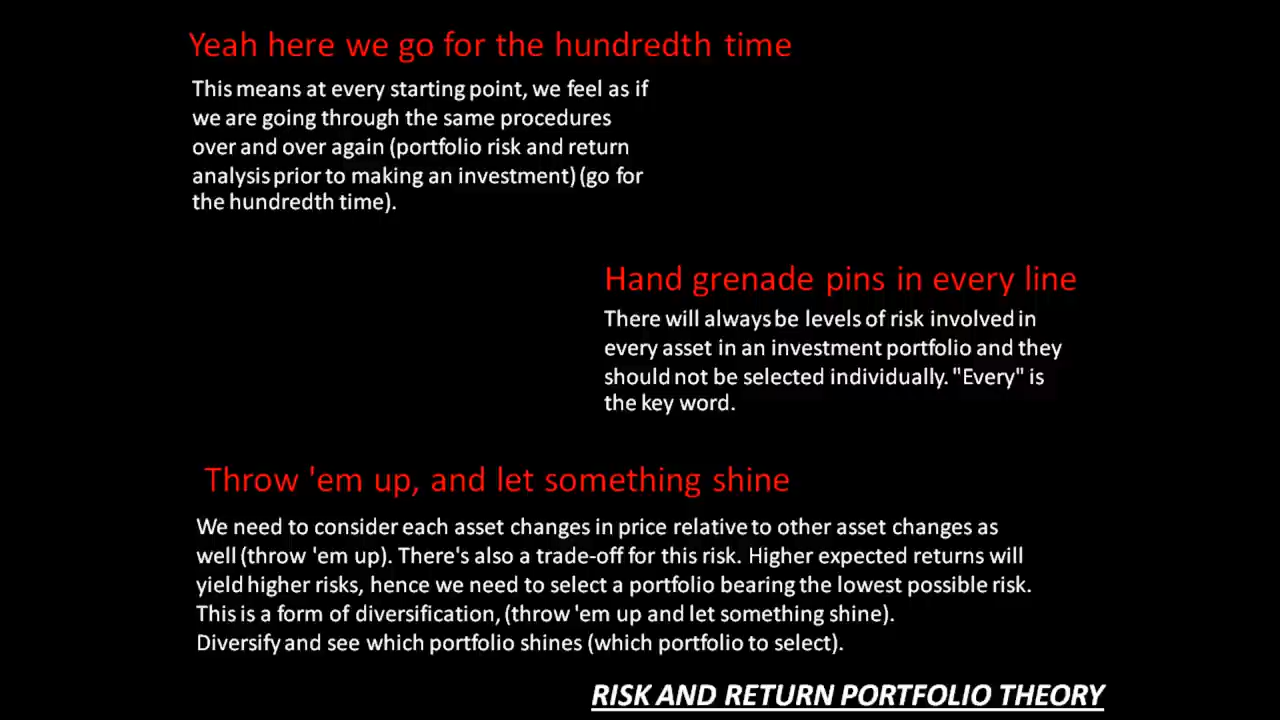 Yeah here we go for the hundredth time
This means at every starting point, we feel as if
we are going through the same procedures
over and over again (portfolio risk and return
analysis prior to making an investment) (go for
the hundredth time).
Hand grenade pins in every line
There will always be levels of risk involved in
every asset in an investment portfolio and they
should not be selected individually. "Every" is
the key word.
Throw 'em up, and let something shine
We need to consider each asset changes in price relative to other asset changes as
well (throw 'em up). There's also a trade-off for this risk. Higher expected returns will
yield higher risks, hence we need to select a portfolio bearing the lowest possible risk.
This is a form of diversification, (throw 'em up and let something shine).
Diversify and see which portfolio shines (which portfolio to select).
RISK AND RETURN PORTFOLIO THEORY